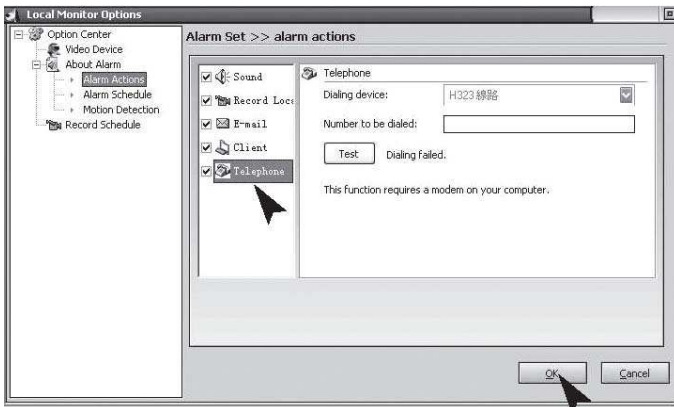 Local Monitor Options
Option Center
Video Device
About Alarm
Alarm Actions
Alarm Schedule
Motion Detection
Record Schedule
Alarm Set >> alarm actions
Sound
Record Loca
E-mail
Client
Telephone
Telephone
Dialing device:
H323 線路
Number to be dialed:
Test
Dialing failed.
This function requires a modem on your computer.
OK
Cancel